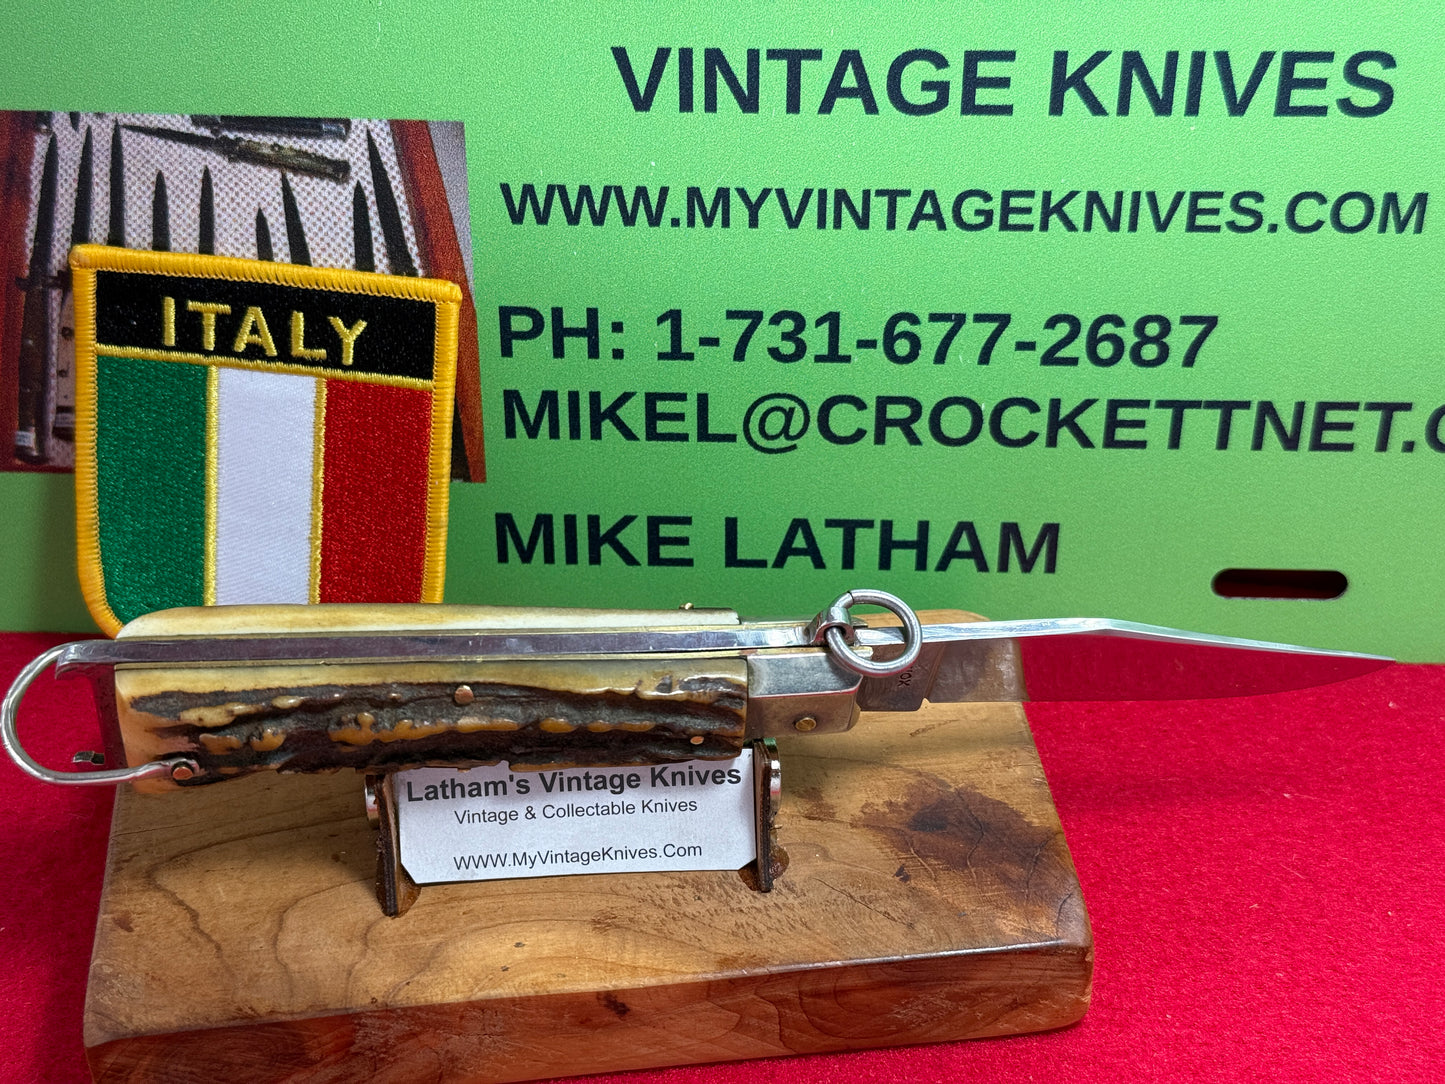 VINTAGE KNIVES
WWW.MYVINTAGEKNIVES.COM
PH: 1-731-677-2687
MIKEL@CROCKETTNET.C
MIKE LATHAM
ITALY
Latham's Vintage Knives
Vintage & Collectable Knives
WWW.MyVintageKnives.Com